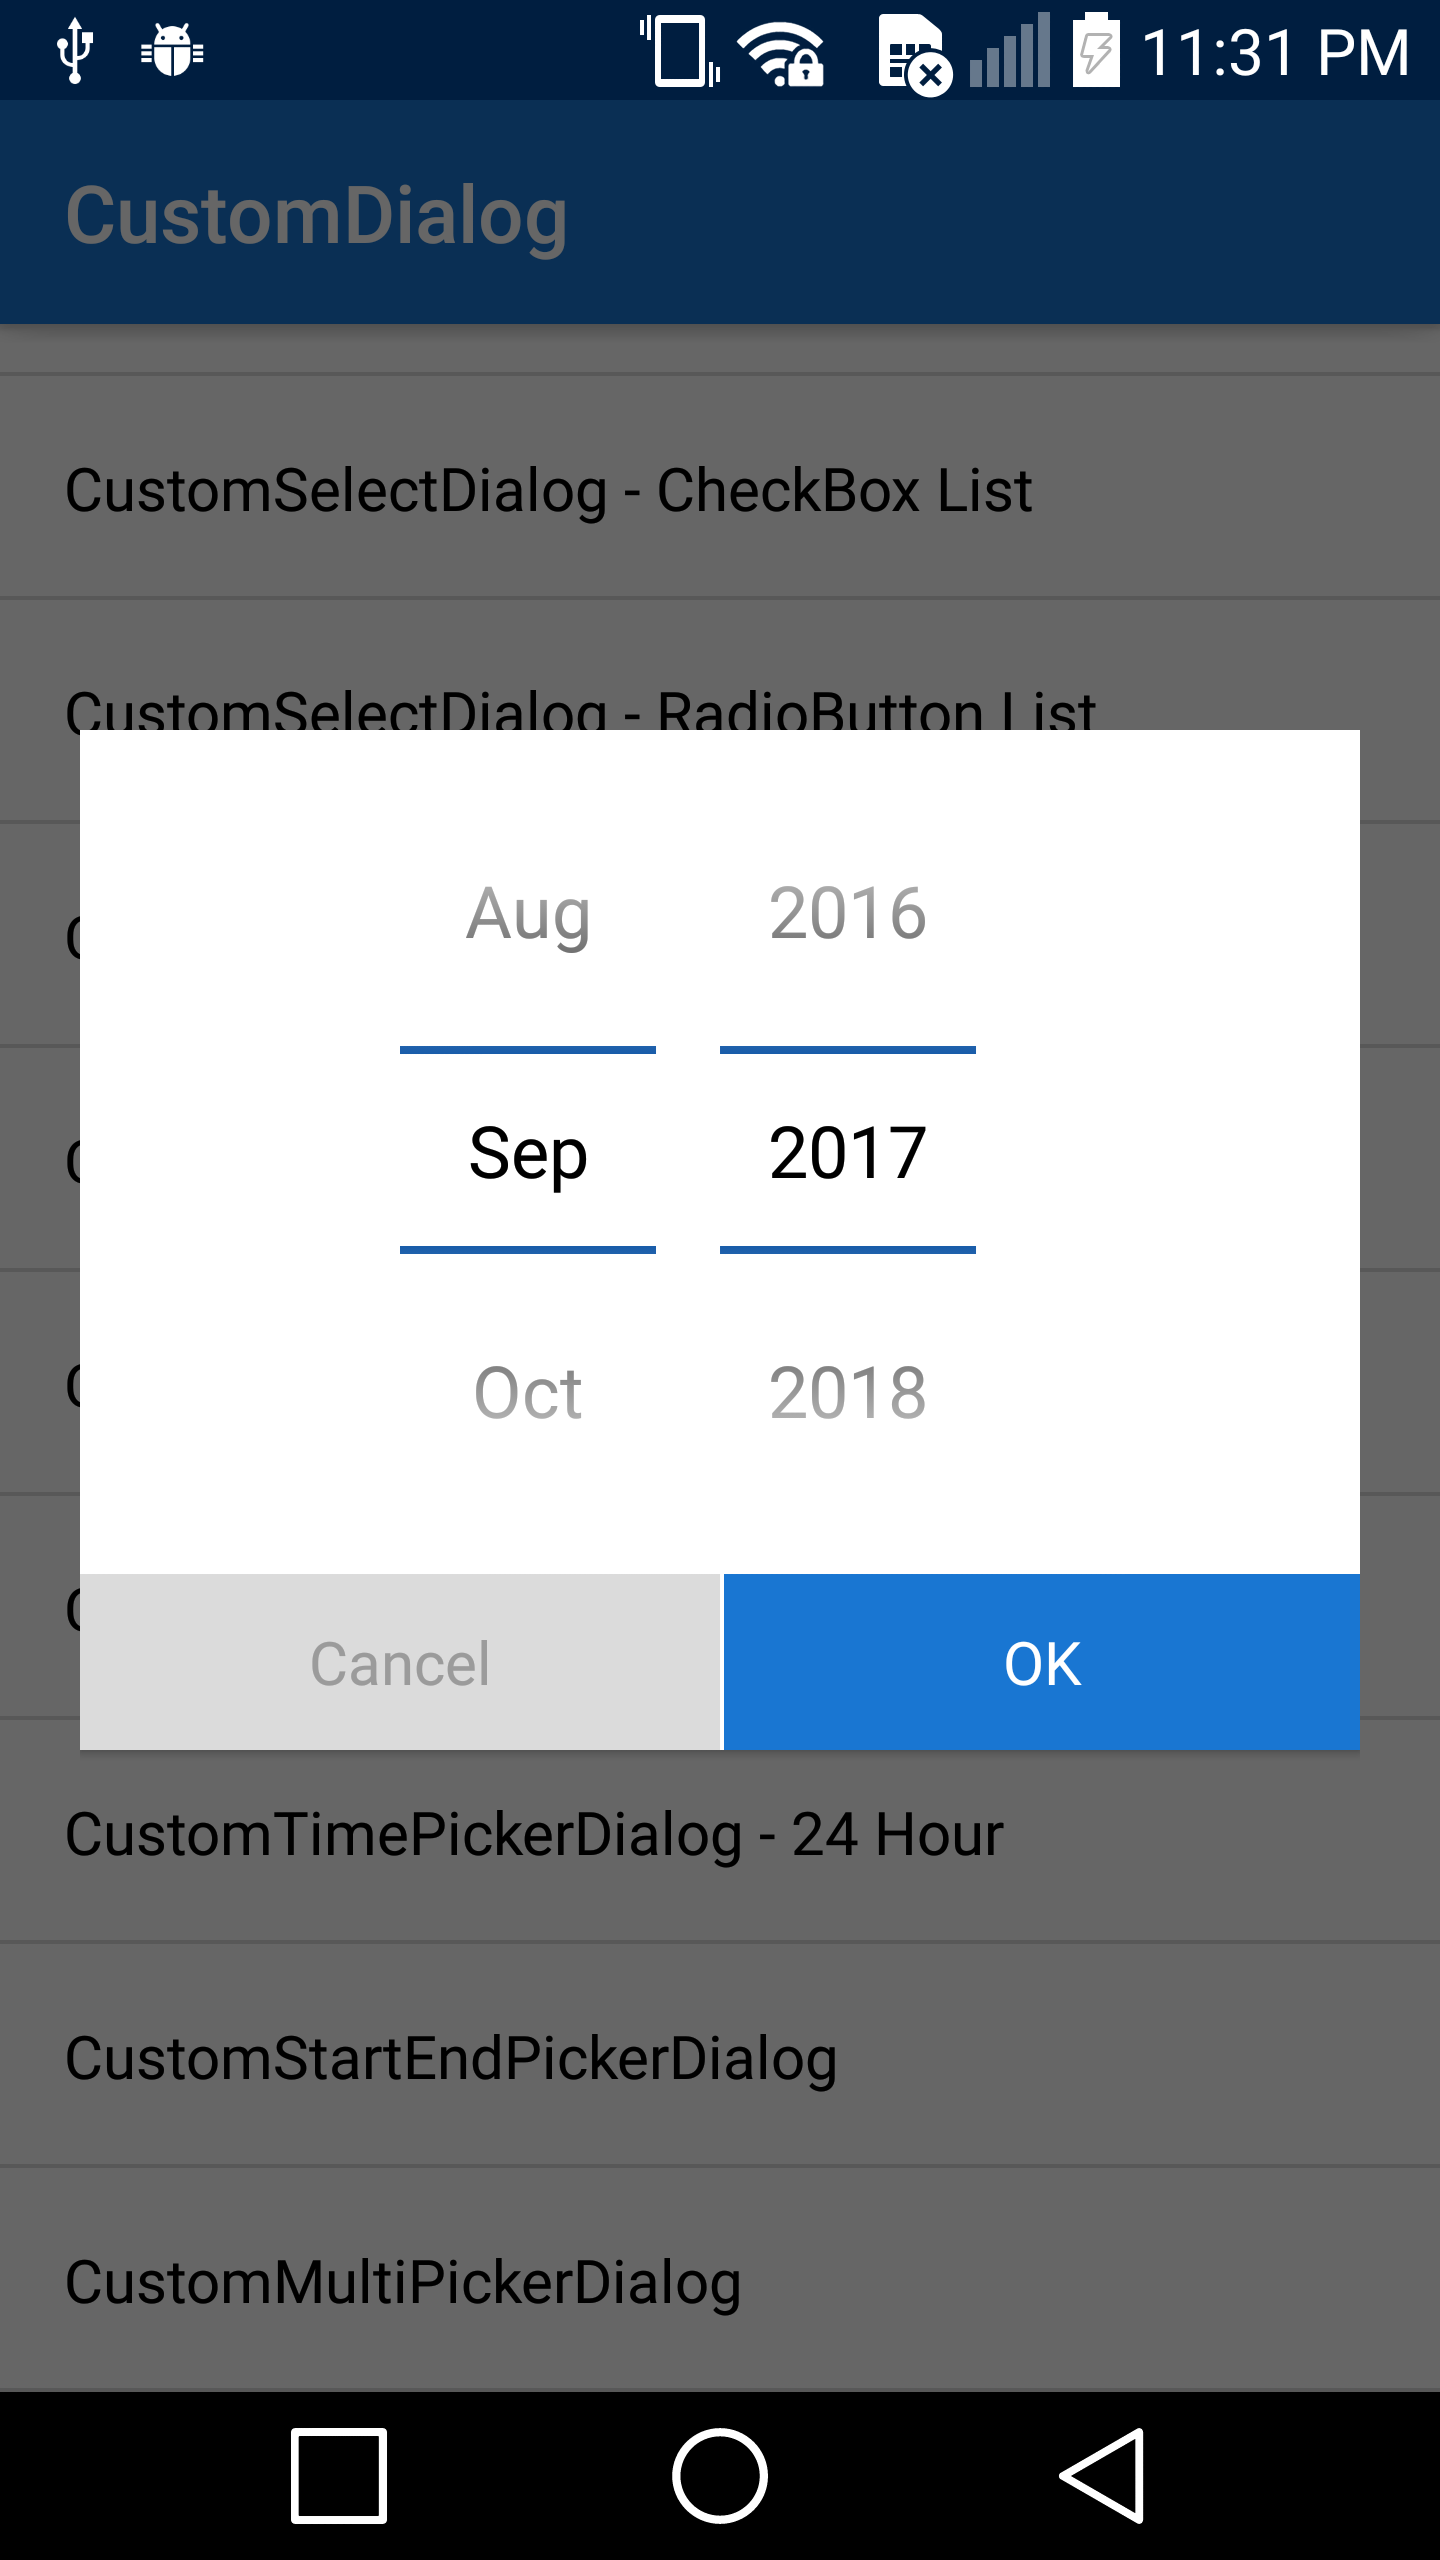 11:31 PM
CustomDialog
CustomSelectDialog - CheckBox List
CustomSelectDialog - RadioButton List
Aug 2016
Sep 2017
Oct 2018
Cancel OK
CustomTimePickerDialog - 24 Hour
CustomStartEndPickerDialog
CustomMultiPickerDialog